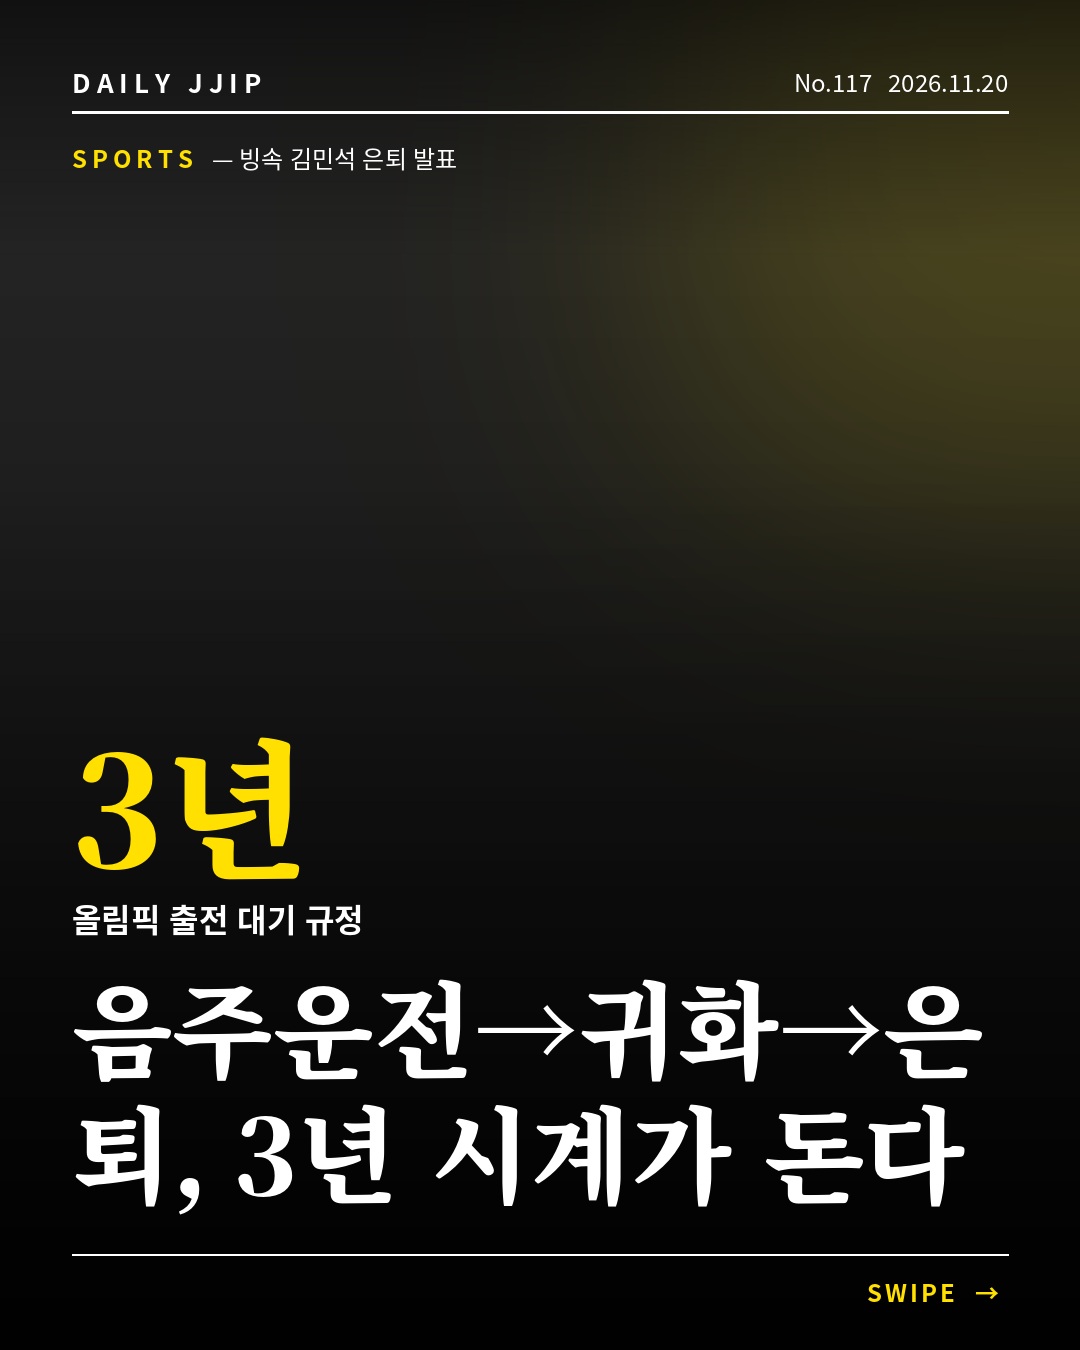 DAILY JJIP
No.117 2026.11.20
SPORTS — 빙속 김민석 은퇴 발표
3년
올림픽 출전 대기 규정
음주운전→귀화→은
퇴, 3년 시계가 돈다
SWIPE →